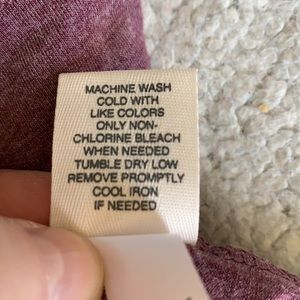 MACHINE WASH
COLD WITH
LIKE COLORS
ONLY NON-
CHLORINE BLEACH
WHEN NEEDED
TUMBLE DRY LOW
REMOVE PROMPTLY
COOL IRON
IF NEEDED